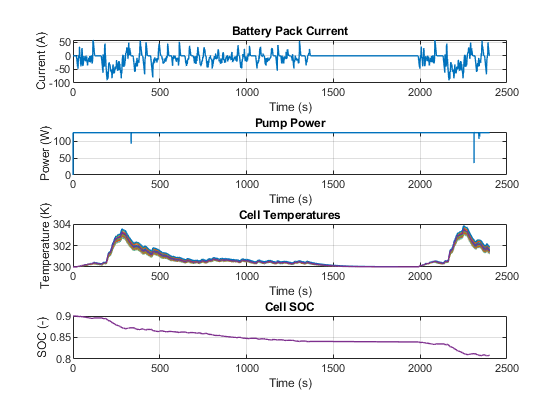 Battery Pack Current
Current (A)
50
0
-50
-100
0 500 1000 1500 2000 2500
Time (s)
Pump Power
Power (W)
100
50
0
0 500 1000 1500 2000 2500
Time (s)
Cell Temperatures
Temperature (K)
304
302
300
0 500 1000 1500 2000 2500
Time (s)
Cell SOC
SOC (-)
0.9
0.85
0.8
0 500 1000 1500 2000 2500
Time (s)